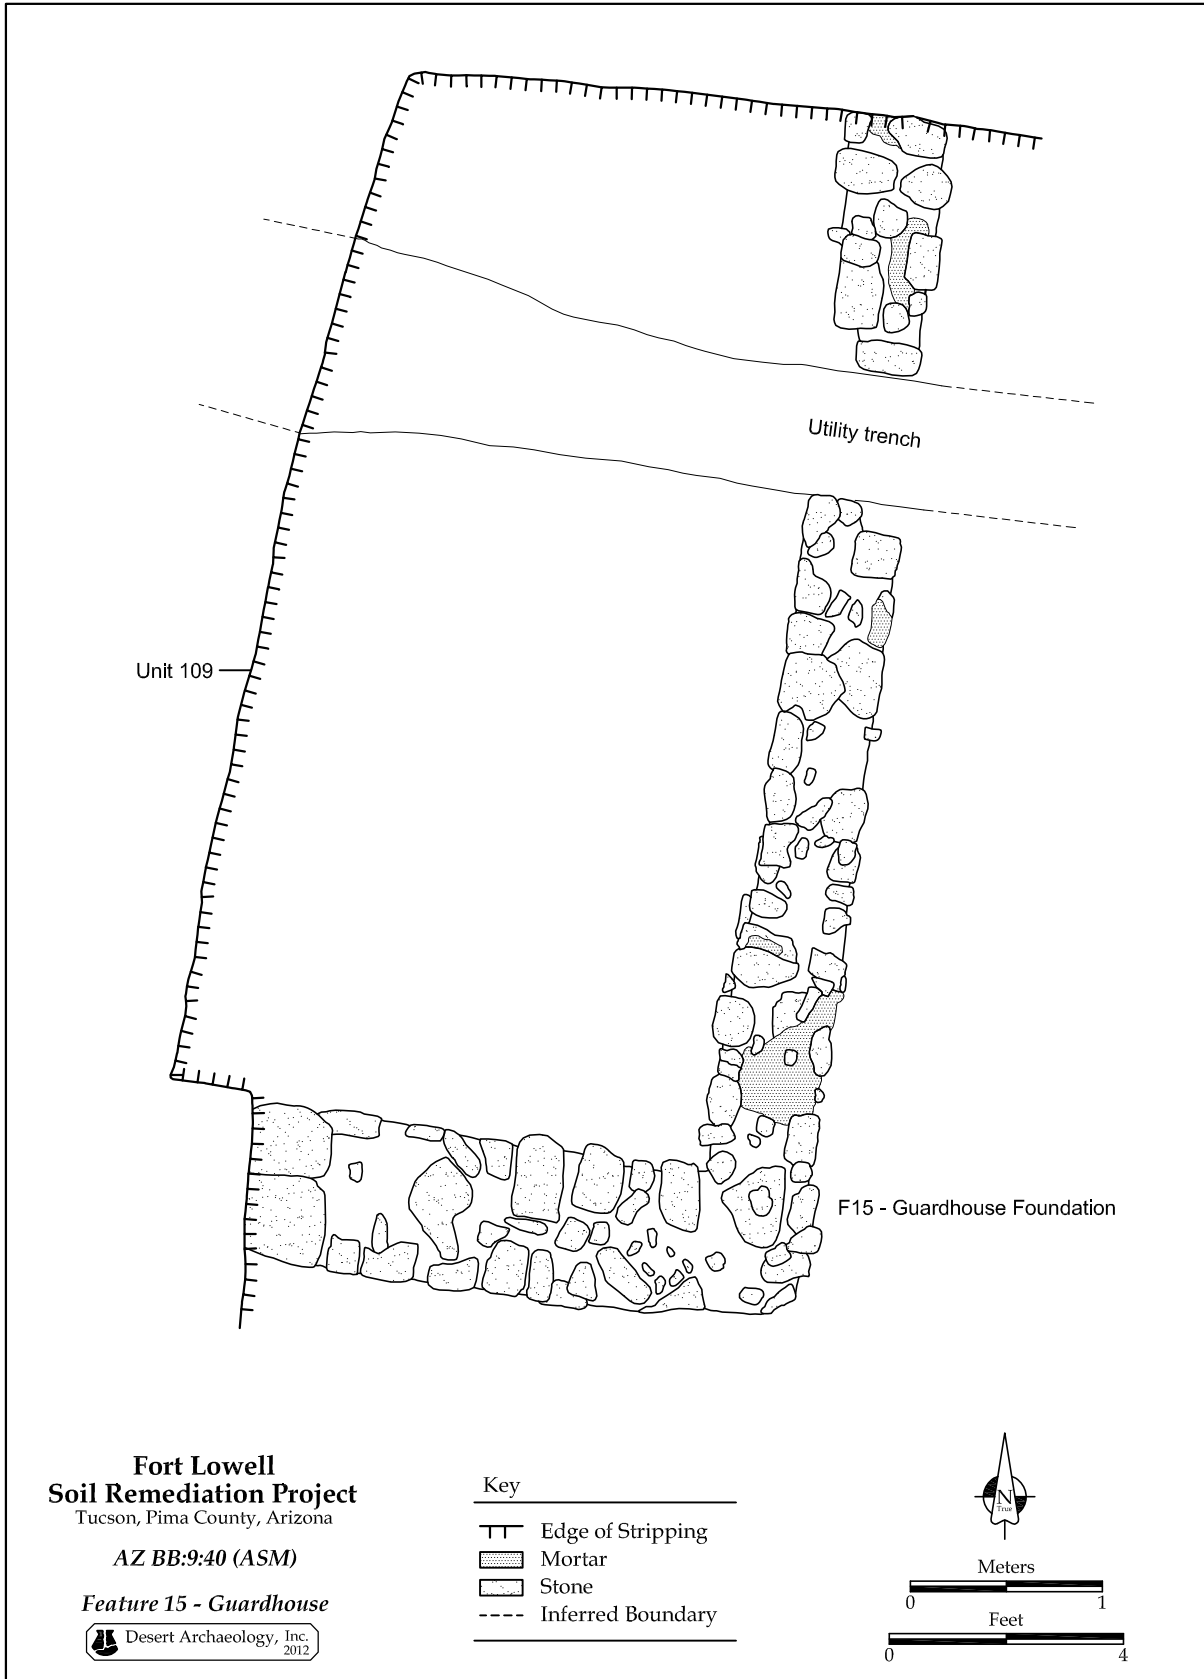 Utility trench
Unit 109
F15 - Guardhouse Foundation
Fort Lowell
Soil Remediation Project
Tucson, Pima County, Arizona
AZ BB:9:40 (ASM)
Feature 15 - Guardhouse
Desert Archaeology, Inc.
2012
Key
Edge of Stripping
Mortar
Stone
Inferred Boundary
N
True
Meters
0 1
Feet
0 4